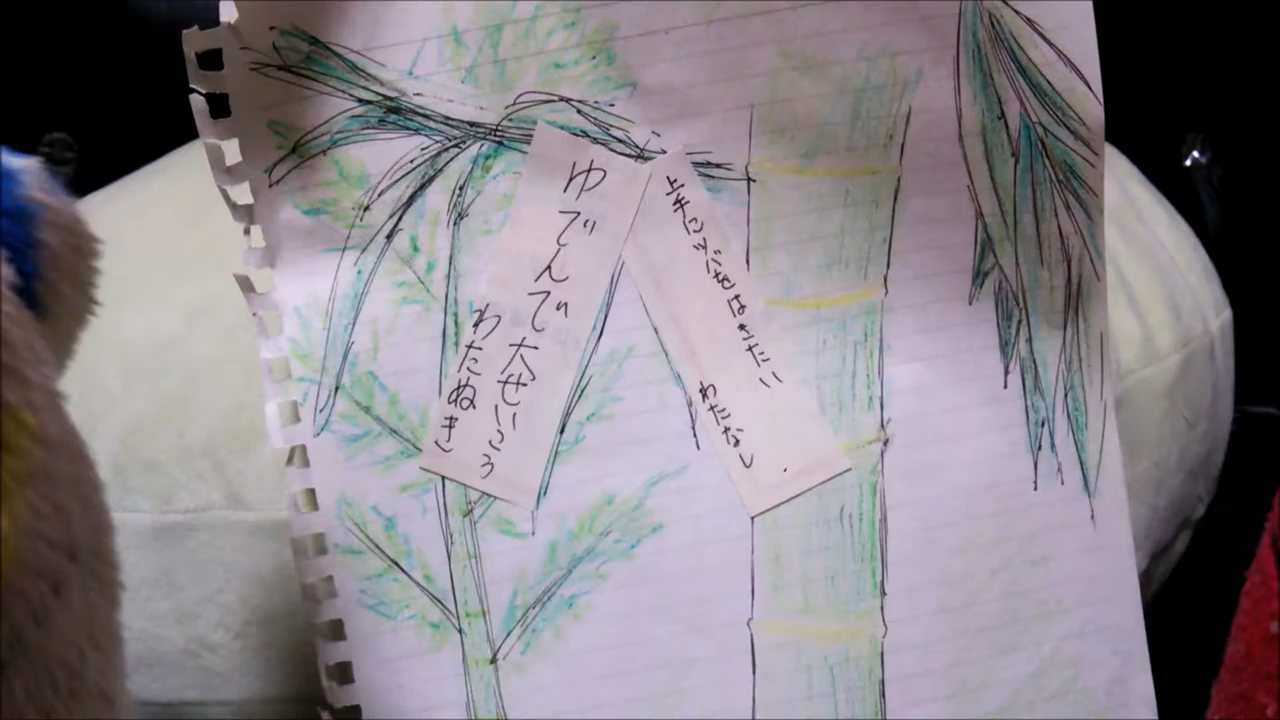 上手にツバをはきたい
わたなし
ゆでんで大せいこう
わたぬき